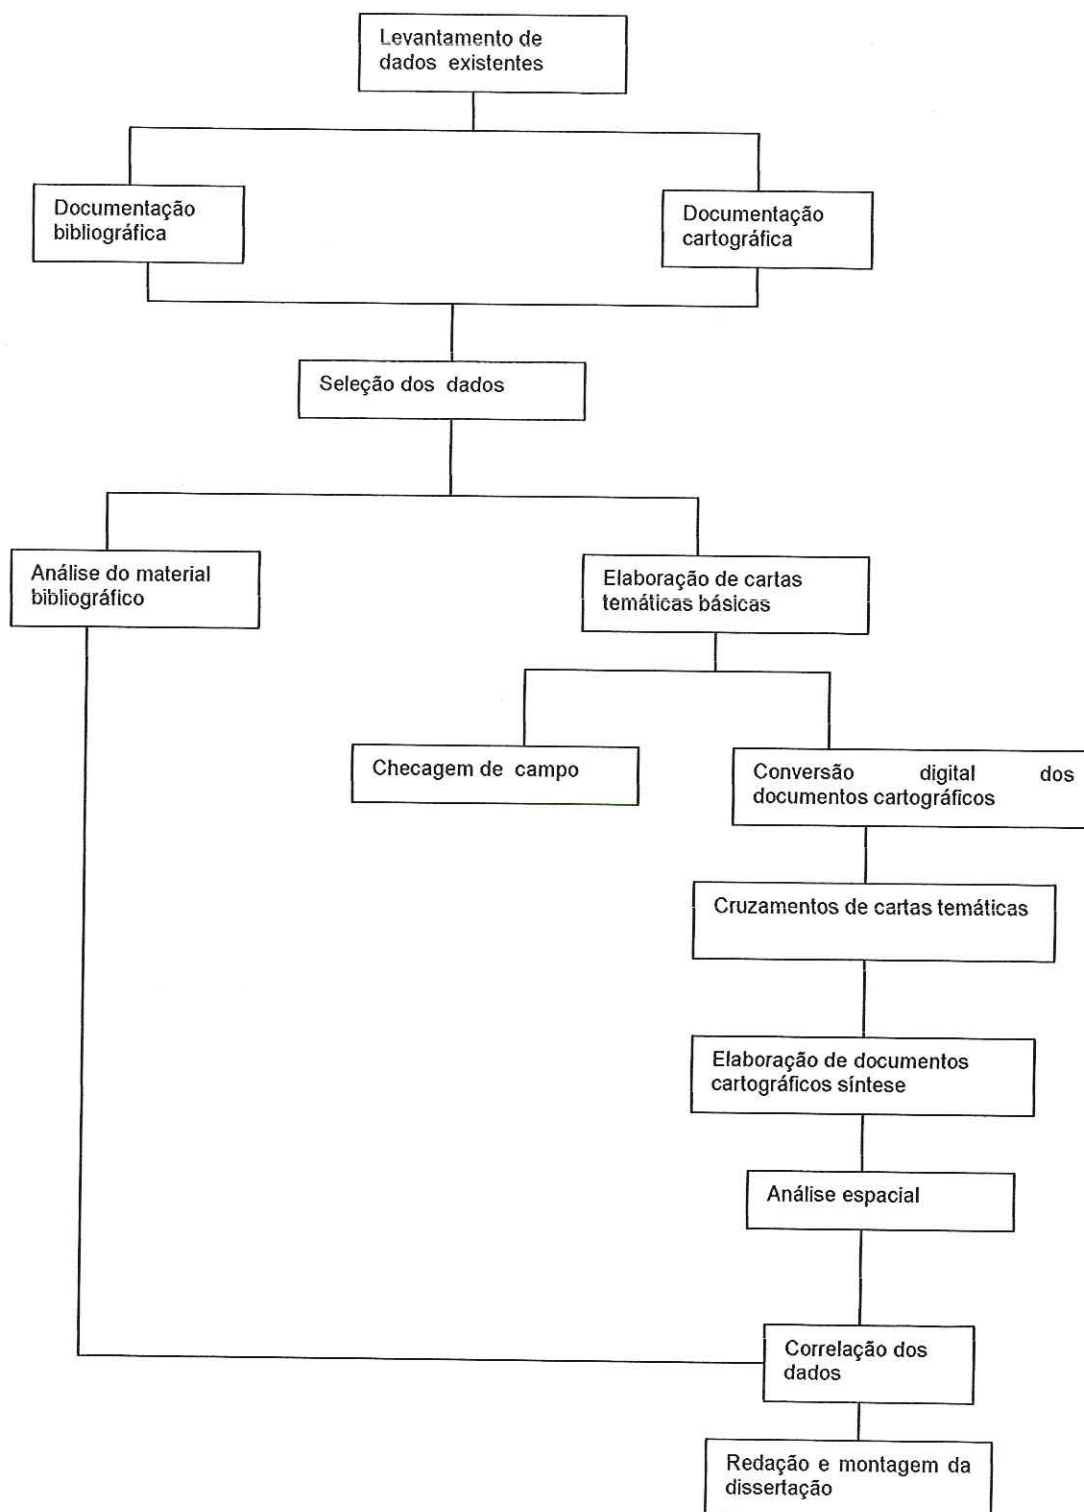 Levantamento de
dados existentes
Documentação
bibliográfica
Documentação
cartográfica
Seleção dos dados
Análise do material
bibliográfico
Elaboração de cartas
temáticas básicas
Checagem de campo
Conversão digital dos
documentos cartográficos
Cruzamentos de cartas temáticas
Elaboração de documentos
cartográficos síntese
Análise espacial
Correlação dos
dados
Redação e montagem da
dissertação